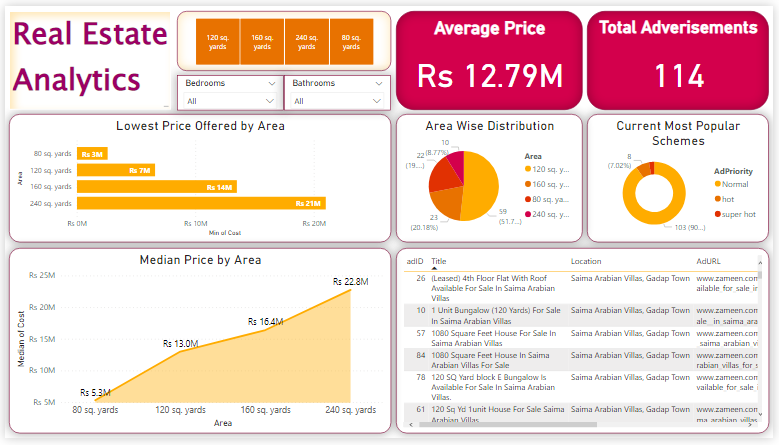 Real Estate
Analytics
120 sq.
yards
160 sq.
yards
240 sq.
yards
80 sq.
yards
Bedrooms
All
Bathrooms
All
Average Price
Rs 12.79M
Total Adverisements
114
Lowest Price Offered by Area
Area
80 sq. yards
Rs 3M
120 sq. yards
Rs 7M
160 sq. yards
Rs 14M
240 sq. yards
Rs 21M
Rs 0M
Rs 10M
Rs 20M
Min of Cost
Area Wise Distribution
10
(8.77%)
22
(19....)
23
(20.18%)
59
(51.7...)
Area
120 sq. y...
160 sq. y...
80 sq. ya...
240 sq. y...
Current Most Popular
Schemes
8
(7.02%)
103 (90....)
AdPriority
Normal
hot
super hot
Median Price by Area
Median of Cost
Rs 25M
Rs 20M
Rs 15M
Rs 10M
Rs 5M
Rs 5.3M
Rs 13.0M
Rs 16.4M
Rs 22.8M
80 sq. yards
120 sq. yards
160 sq. yards
240 sq. yards
Area
adID Title Location AdURL
26 (Leased) 4th Floor Flat With Roof Saima Arabian Villas, Gadap Town www.zameen.com
Available For Sale In Saima Arabian
Villas
10 1 Unit Bungalow (120 Yards) For Sale Saima Arabian Villas, Gadap Town www.zameen.com
In Saima Arabian Villas
57 1080 Square Feet House For Sale In Saima Arabian Villas, Gadap Town www.zameen.com
Saima Arabian Villas
84 1080 Square Feet House In Saima Saima Arabian Villas, Gadap Town www.zameen.com
Arabian Villas For Sale
78 120 SQ Yard block E Bungalow Is Saima Arabian Villas, Gadap Town www.zameen.com
Available For Sale In Saima Arabian
Villas
61 120 Sq Yd 1unit House For Sale Saima Saima Arabian Villas, Gadap Town www.zameen.com
Arabian Villas